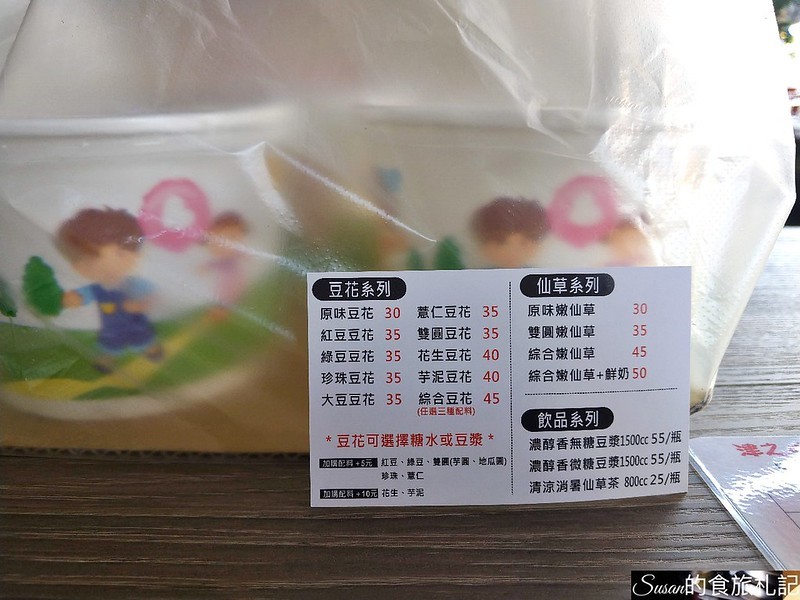 豆花系列
原味豆花 30
紅豆豆花 35
綠豆豆花 35
珍珠豆花 35
大豆豆花 35
薏仁豆花 35
雙圓豆花 35
花生豆花 40
芋泥豆花 40
綜合豆花 45
(任選三種配料)
* 豆花可選擇糖水或豆漿 *
加購配料 +5元 紅豆、綠豆、雙圓(芋圓、地瓜圓)
珍珠、薏仁
加購配料 +10元 花生、芋泥
仙草系列
原味嫩仙草 30
雙圓嫩仙草 35
綜合嫩仙草 45
綜合嫩仙草+鮮奶 50
飲品系列
濃醇香無糖豆漿1500cc 55/瓶
濃醇香微糖豆漿1500cc 55/瓶
清涼消暑仙草茶 800cc 25/瓶
Susan的食旅札記